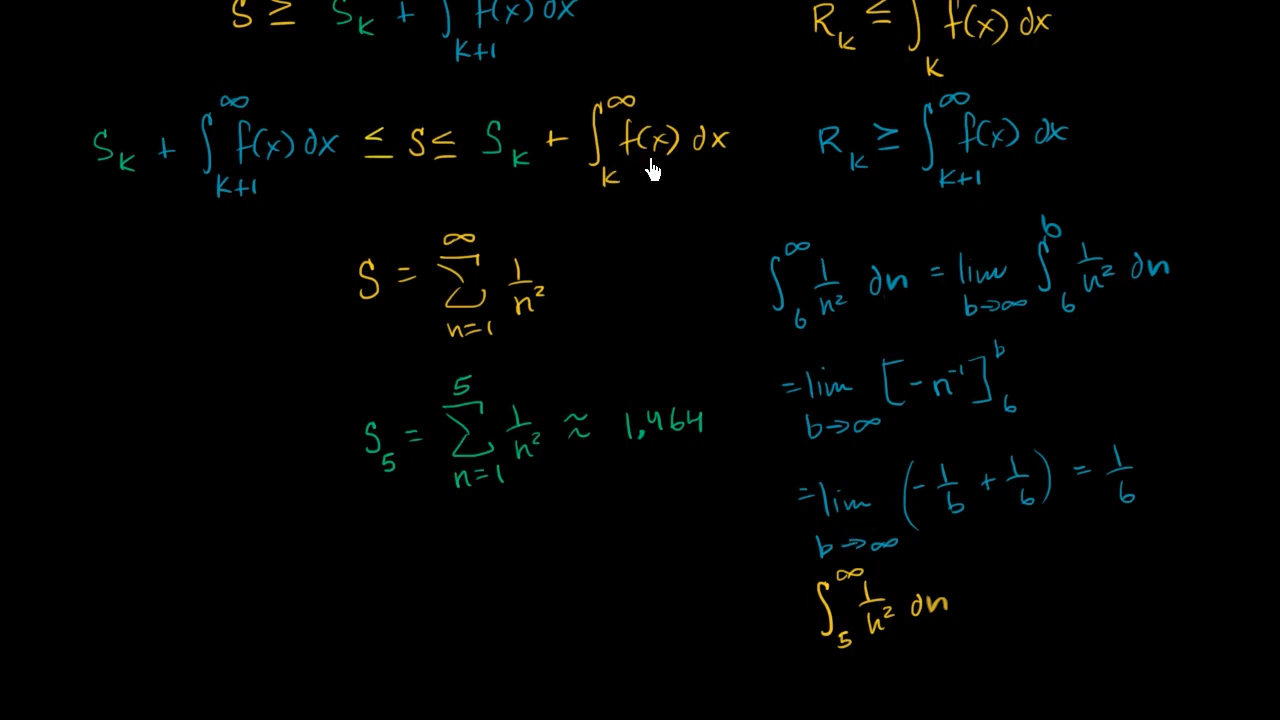 S ≥ S_k + ∫_{k+1} f(x) dx
R_k ≤ ∫_k f(x) dx
S_k + ∫_{k+1}^∞ f(x) dx ≤ S ≤ S_k + ∫_k^∞ f(x) dx
R_k ≥ ∫_{k+1}^∞ f(x) dx
S = ∑_{n=1}^∞ 1/n²
∫_6^∞ 1/n² dn = lim_{b→∞} ∫_6^b 1/n² dn
= lim_{b→∞} [-n⁻¹]_6^b
S_5 = ∑_{n=1}^5 1/n² ≈ 1.464
= lim_{b→∞} (-1/b + 1/6) = 1/6
∫_5^∞ 1/n² dn